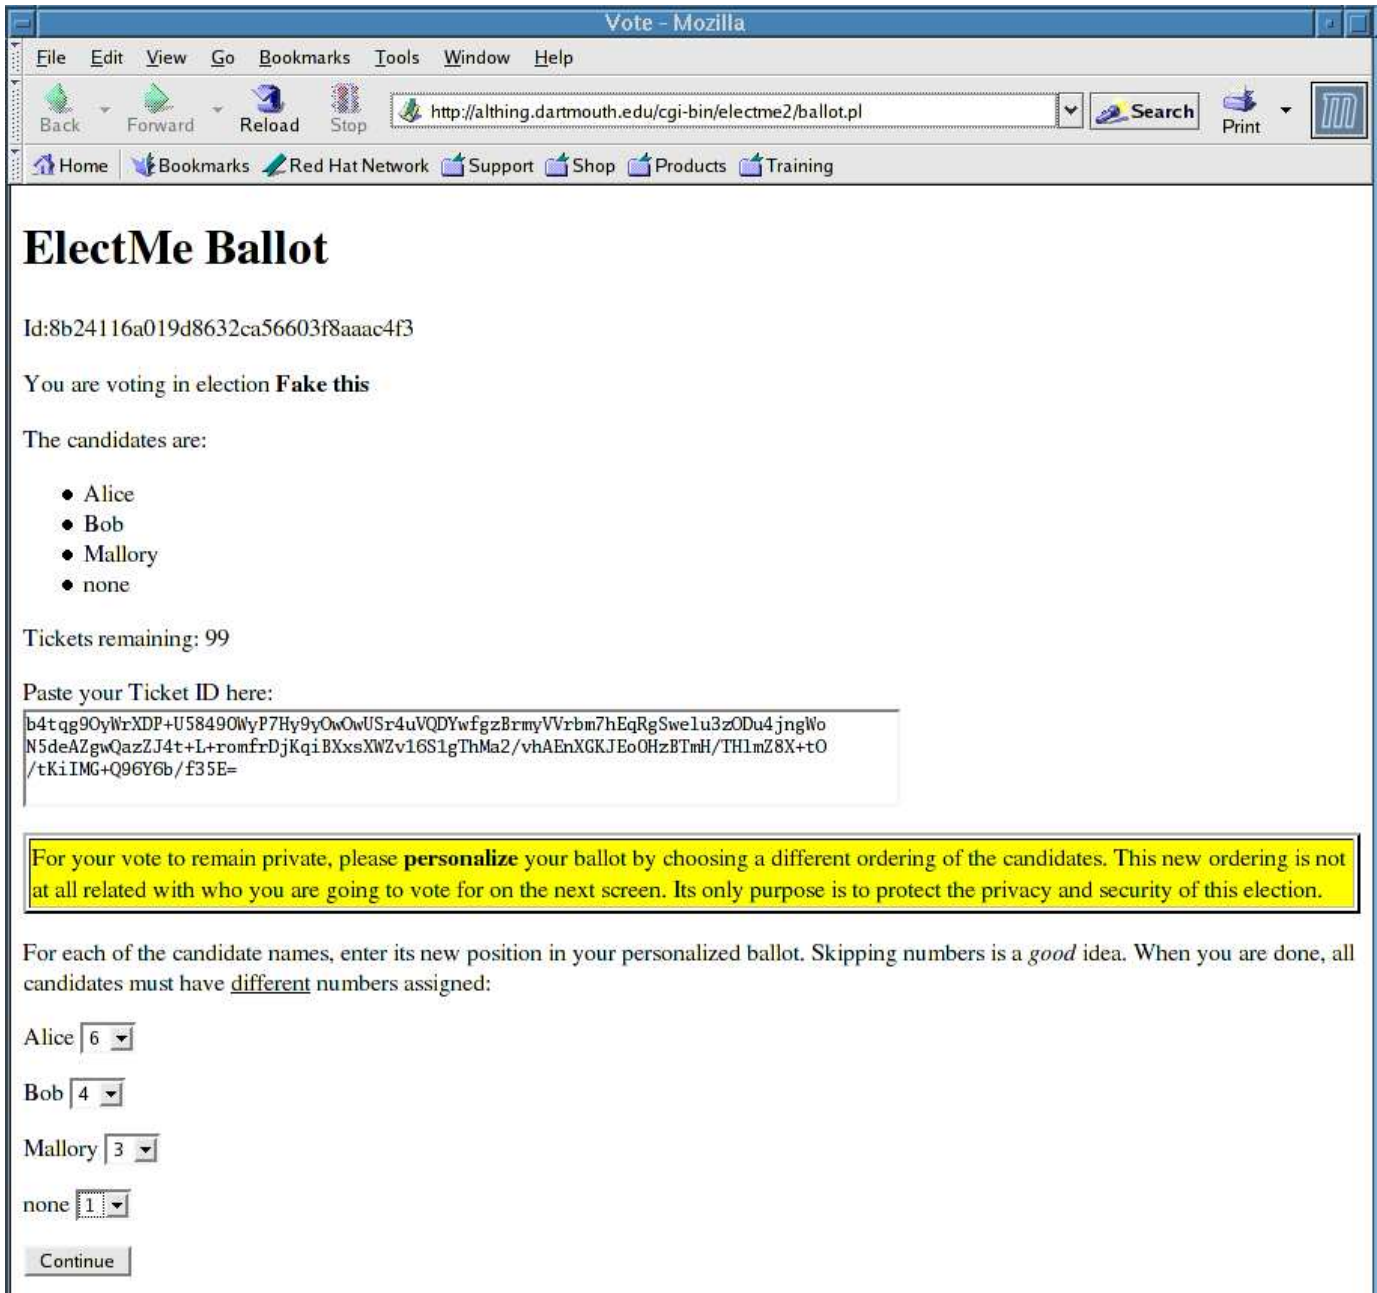 Vote - Mozilla
File Edit View Go Bookmarks Tools Window Help
Back Forward Reload Stop http://althing.dartmouth.edu/cgi-bin/electme2/ballot.pl Search Print
Home Bookmarks Red Hat Network Support Shop Products Training
ElectMe Ballot
Id:8b24116a019d8632ca56603f8aaac4f3
You are voting in election Fake this
The candidates are:
Alice
Bob
Mallory
none
Tickets remaining: 99
Paste your Ticket ID here:
b4tqg9OyWrXDP+U5849OWyP7Hy9yOwOwUSr4uVQDYwfgzBrmyVVrbm7hEqRgSwelu3zODu4jngWo
N5deAZgwQazZJ4t+L+romfrDjKqiBXxsXWZv16S1gThMa2/vhAEnXGKJEoOHzBTmH/THlmZ8X+tO
/tKiIMG+Q96Y6b/f35E=
For your vote to remain private, please personalize your ballot by choosing a different ordering of the candidates. This new ordering is not
at all related with who you are going to vote for on the next screen. Its only purpose is to protect the privacy and security of this election.
For each of the candidate names, enter its new position in your personalized ballot. Skipping numbers is a good idea. When you are done, all
candidates must have different numbers assigned:
Alice 6
Bob 4
Mallory 3
none 1
Continue